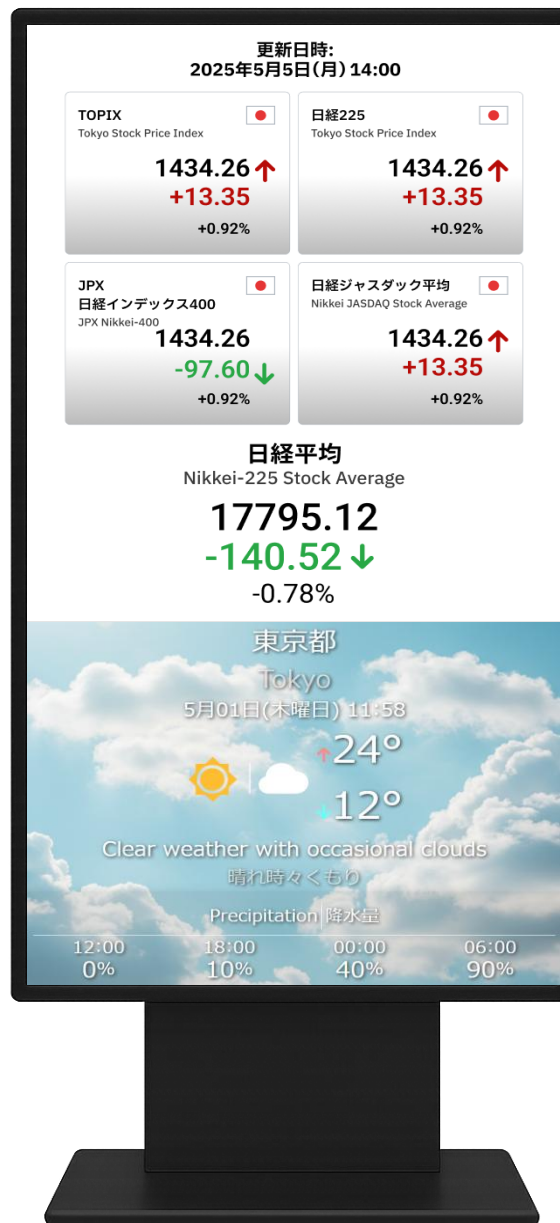 更新日時:
2025年5月5日(月) 14:00
TOPIX
Tokyo Stock Price Index
1434.26
+13.35
+0.92%
日経225
Tokyo Stock Price Index
1434.26
+13.35
+0.92%
JPX
日経インデックス400
JPX Nikkei-400
1434.26
-97.60
+0.92%
日経ジャスダック平均
Nikkei JASDAQ Stock Average
1434.26
+13.35
+0.92%
日経平均
Nikkei-225 Stock Average
17795.12
-140.52
-0.78%
東京都
Tokyo
5月01日(木曜日) 11:58
24°
12°
Clear weather with occasional clouds
晴れ時々くもり
Precipitation|降水量
12:00 18:00 00:00 06:00
0% 10% 40% 90%